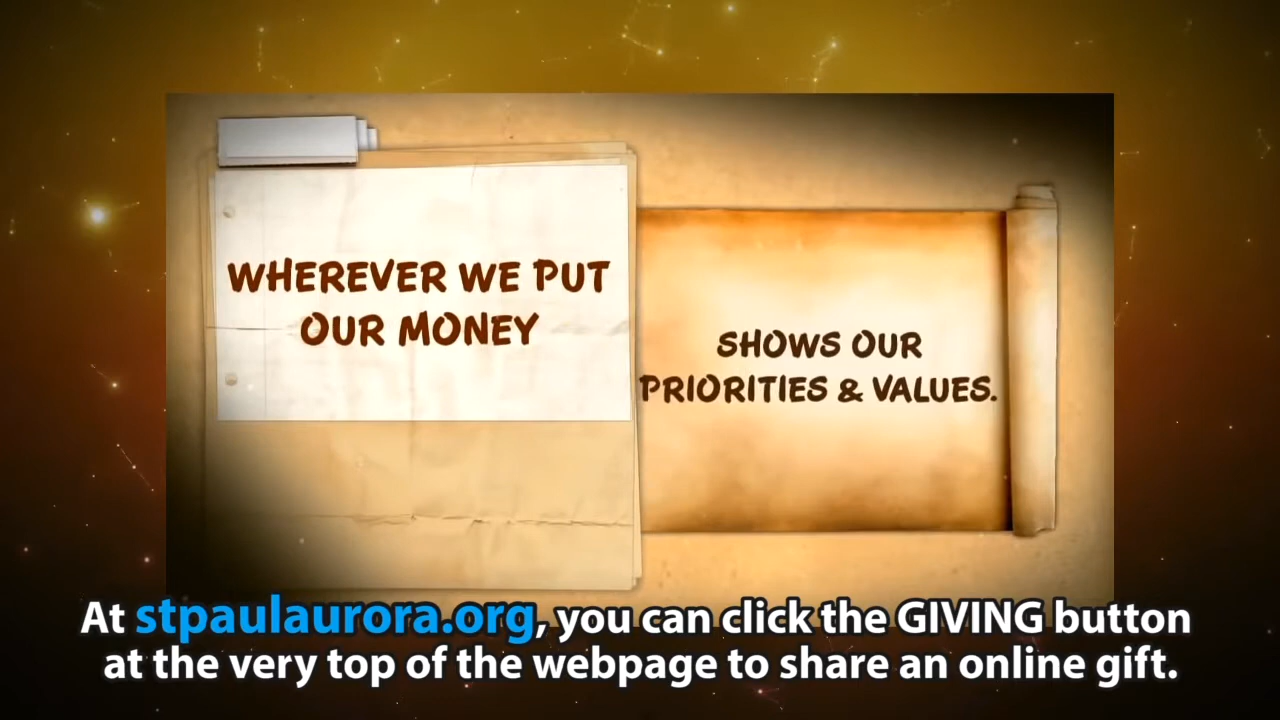 WHEREVER WE PUT
OUR MONEY
SHOWS OUR
PRIORITIES & VALUES.
At stpaulaurora.org, you can click the GIVING button
at the very top of the webpage to share an online gift.